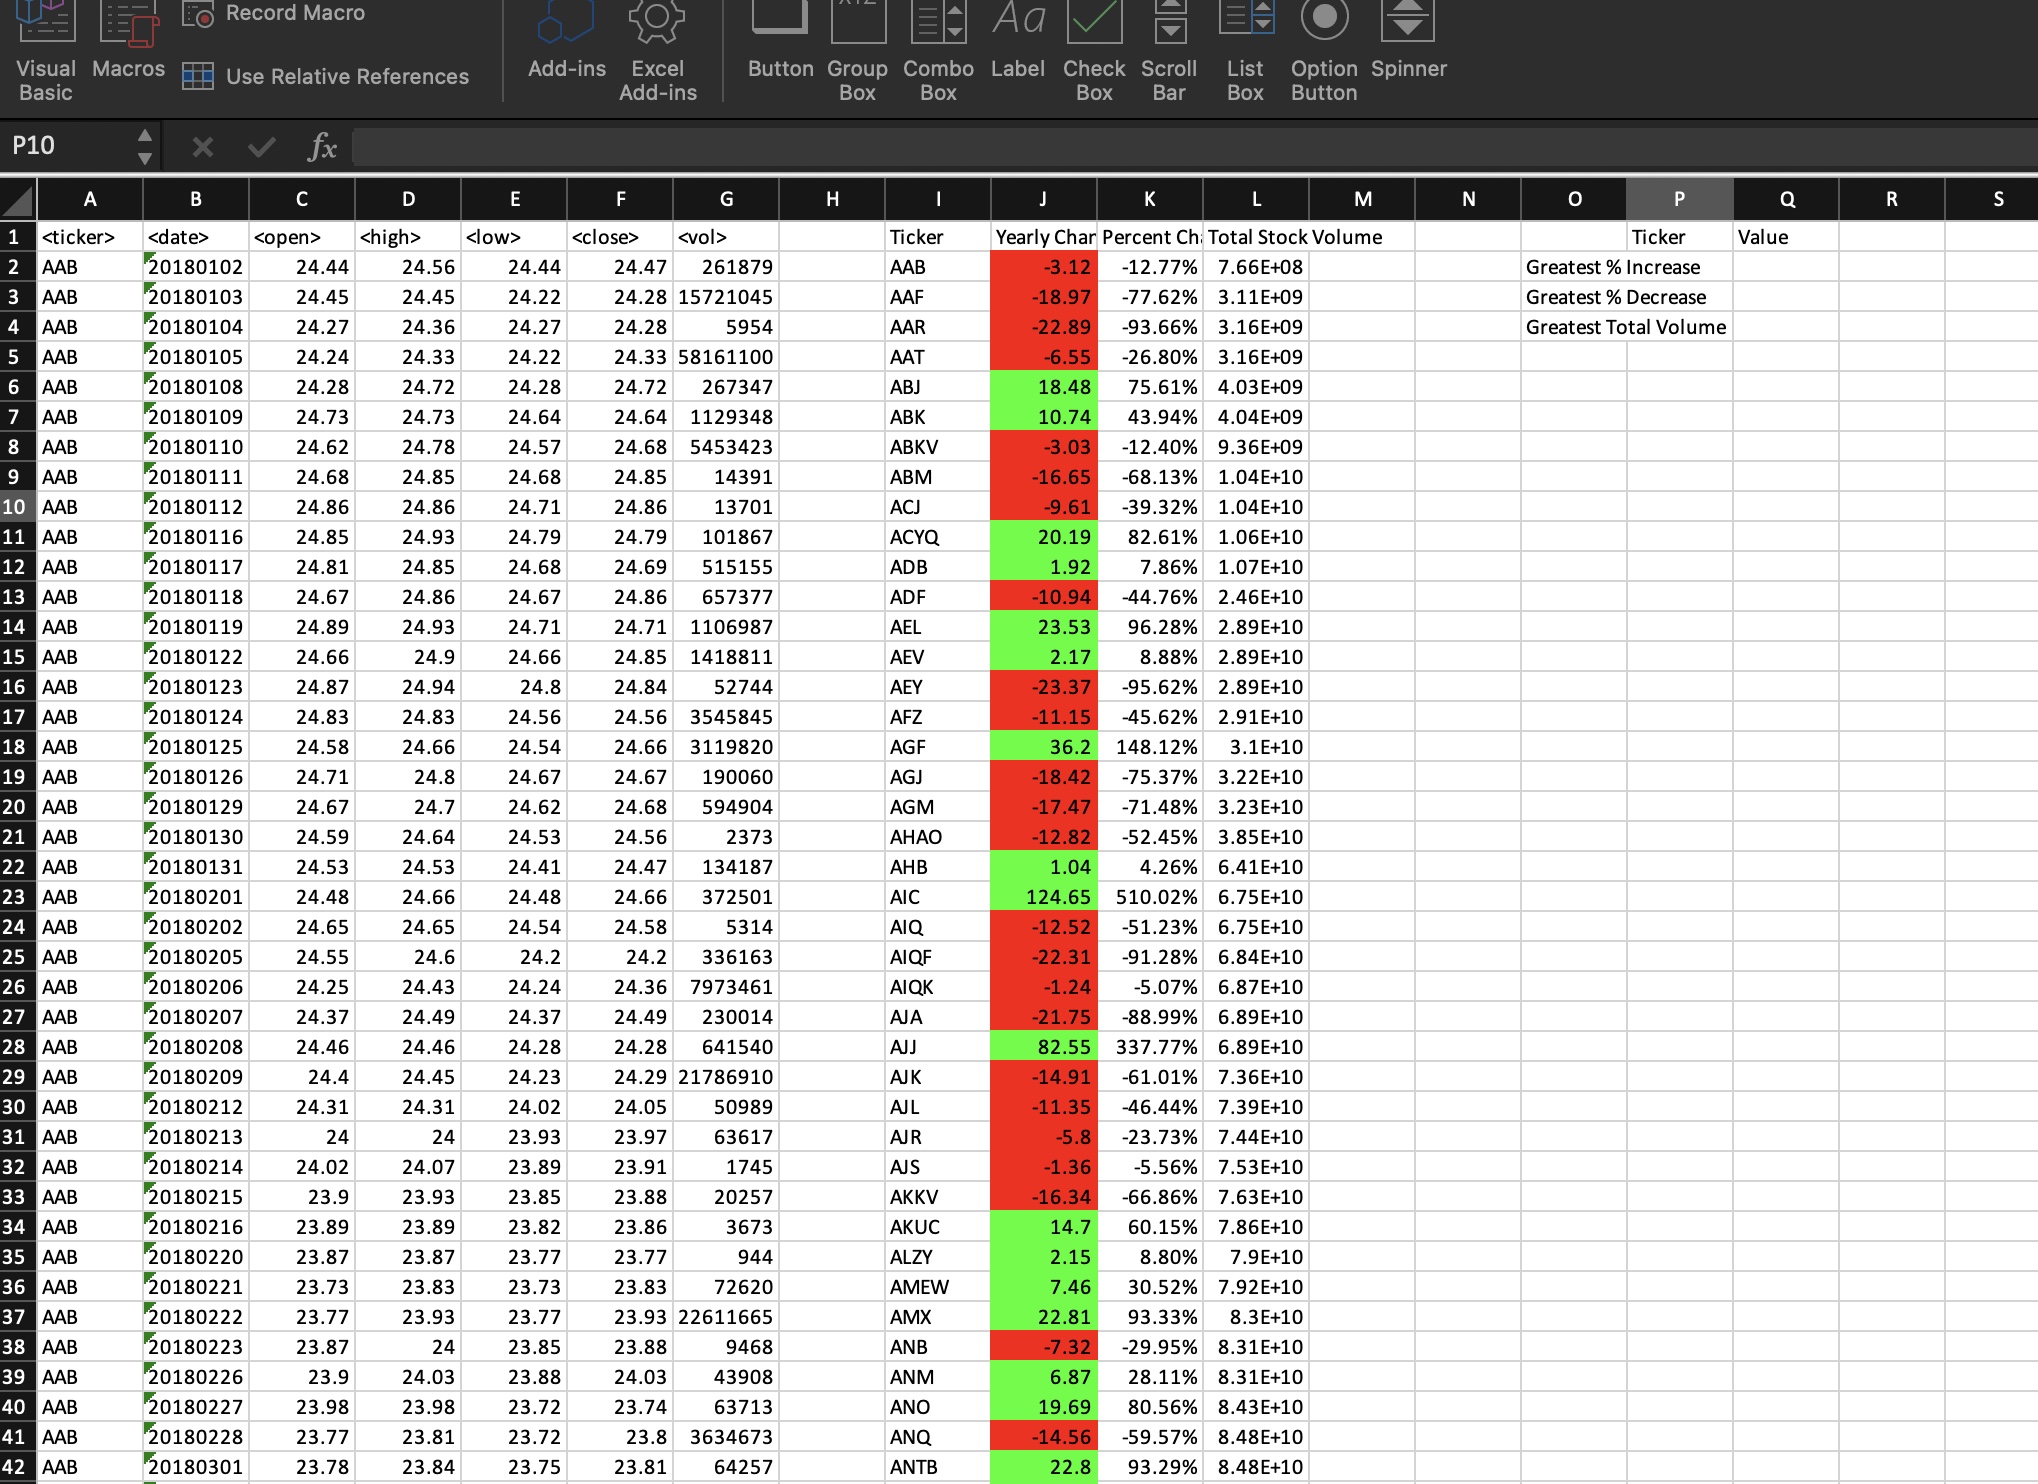 Record Macro
XYZ
Aa
Visual Basic Macros Use Relative References Add-ins Excel Add-ins Button Group Box Combo Box Label Check Box Scroll Bar List Box Option Button Spinner
P10 fx
A B C D E F G H I J K L M N O P Q R S
1 <ticker> <date> <open> <high> <low> <close> <vol> Ticker Yearly Char Percent Ch Total Stock Volume Ticker Value
2 AAB 20180102 24.44 24.56 24.44 24.47 261879 AAB -3.12 -12.77% 7.66E+08 Greatest % Increase
3 AAB 20180103 24.45 24.45 24.22 24.28 15721045 AAF -18.97 -77.62% 3.11E+09 Greatest % Decrease
4 AAB 20180104 24.27 24.36 24.27 24.28 5954 AAR -22.89 -93.66% 3.16E+09 Greatest Total Volume
5 AAB 20180105 24.24 24.33 24.22 24.33 58161100 AAT -6.55 -26.80% 3.16E+09
6 AAB 20180108 24.28 24.72 24.28 24.72 267347 ABJ 18.48 75.61% 4.03E+09
7 AAB 20180109 24.73 24.73 24.64 24.64 1129348 ABK 10.74 43.94% 4.04E+09
8 AAB 20180110 24.62 24.78 24.57 24.68 5453423 ABKV -3.03 -12.40% 9.36E+09
9 AAB 20180111 24.68 24.85 24.68 24.85 14391 ABM -16.65 -68.13% 1.04E+10
10 AAB 20180112 24.86 24.86 24.71 24.86 13701 ACJ -9.61 -39.32% 1.04E+10
11 AAB 20180116 24.85 24.93 24.79 24.79 101867 ACYQ 20.19 82.61% 1.06E+10
12 AAB 20180117 24.81 24.85 24.68 24.69 515155 ADB 1.92 7.86% 1.07E+10
13 AAB 20180118 24.67 24.86 24.67 24.86 657377 ADF -10.94 -44.76% 2.46E+10
14 AAB 20180119 24.89 24.93 24.71 24.71 1106987 AEL 23.53 96.28% 2.89E+10
15 AAB 20180122 24.66 24.9 24.66 24.85 1418811 AEV 2.17 8.88% 2.89E+10
16 AAB 20180123 24.87 24.94 24.8 24.84 52744 AEY -23.37 -95.62% 2.89E+10
17 AAB 20180124 24.83 24.83 24.56 24.56 3545845 AFZ -11.15 -45.62% 2.91E+10
18 AAB 20180125 24.58 24.66 24.54 24.66 3119820 AGF 36.2 148.12% 3.1E+10
19 AAB 20180126 24.71 24.8 24.67 24.67 190060 AGJ -18.42 -75.37% 3.22E+10
20 AAB 20180129 24.67 24.7 24.62 24.68 594904 AGM -17.47 -71.48% 3.23E+10
21 AAB 20180130 24.59 24.64 24.53 24.56 2373 AHAO -12.82 -52.45% 3.85E+10
22 AAB 20180131 24.53 24.53 24.41 24.47 134187 AHB 1.04 4.26% 6.41E+10
23 AAB 20180201 24.48 24.66 24.48 24.66 372501 AIC 124.65 510.02% 6.75E+10
24 AAB 20180202 24.65 24.65 24.54 24.58 5314 AIQ -12.52 -51.23% 6.75E+10
25 AAB 20180205 24.55 24.6 24.2 24.2 336163 AIQF -22.31 -91.28% 6.84E+10
26 AAB 20180206 24.25 24.43 24.24 24.36 7973461 AIQK -1.24 -5.07% 6.87E+10
27 AAB 20180207 24.37 24.49 24.37 24.49 230014 AJA -21.75 -88.99% 6.89E+10
28 AAB 20180208 24.46 24.46 24.28 24.28 641540 AJJ 82.55 337.77% 6.89E+10
29 AAB 20180209 24.4 24.45 24.23 24.29 21786910 AJK -14.91 -61.01% 7.36E+10
30 AAB 20180212 24.31 24.31 24.02 24.05 50989 AJL -11.35 -46.44% 7.39E+10
31 AAB 20180213 24 24 23.93 23.97 63617 AJR -5.8 -23.73% 7.44E+10
32 AAB 20180214 24.02 24.07 23.89 23.91 1745 AJS -1.36 -5.56% 7.53E+10
33 AAB 20180215 23.9 23.93 23.85 23.88 20257 AKKV -16.34 -66.86% 7.63E+10
34 AAB 20180216 23.89 23.89 23.82 23.86 3673 AKUC 14.7 60.15% 7.86E+10
35 AAB 20180220 23.87 23.87 23.77 23.77 944 ALZY 2.15 8.80% 7.9E+10
36 AAB 20180221 23.73 23.83 23.73 23.83 72620 AMEW 7.46 30.52% 7.92E+10
37 AAB 20180222 23.77 23.93 23.77 23.93 22611665 AMX 22.81 93.33% 8.3E+10
38 AAB 20180223 23.87 24 23.85 23.88 9468 ANB -7.32 -29.95% 8.31E+10
39 AAB 20180226 23.9 24.03 23.88 24.03 43908 ANM 6.87 28.11% 8.31E+10
40 AAB 20180227 23.98 23.98 23.72 23.74 63713 ANO 19.69 80.56% 8.43E+10
41 AAB 20180228 23.77 23.81 23.72 23.8 3634673 ANQ -14.56 -59.57% 8.48E+10
42 AAB 20180301 23.78 23.84 23.75 23.81 64257 ANTB 22.8 93.29% 8.48E+10